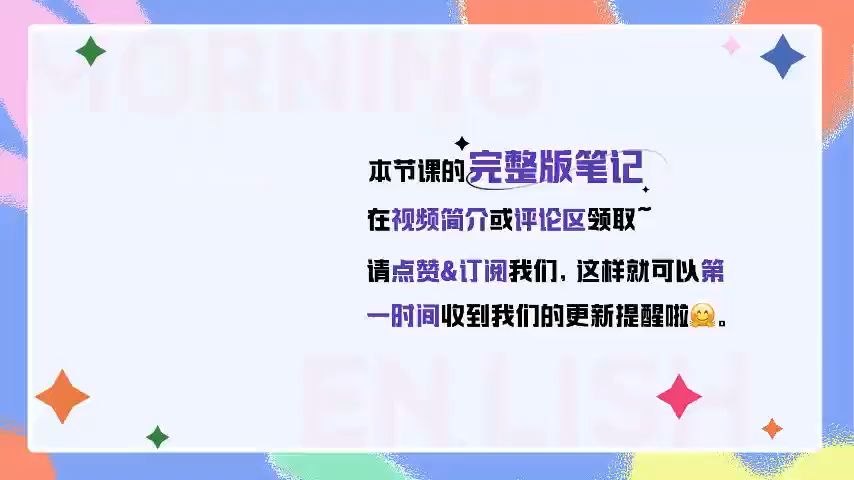 MORNING
本节课的完整版笔记
在视频简介或评论区领取~
请点赞&订阅我们，这样就可以第
一时间收到我们的更新提醒啦🤗。
ENGLISH